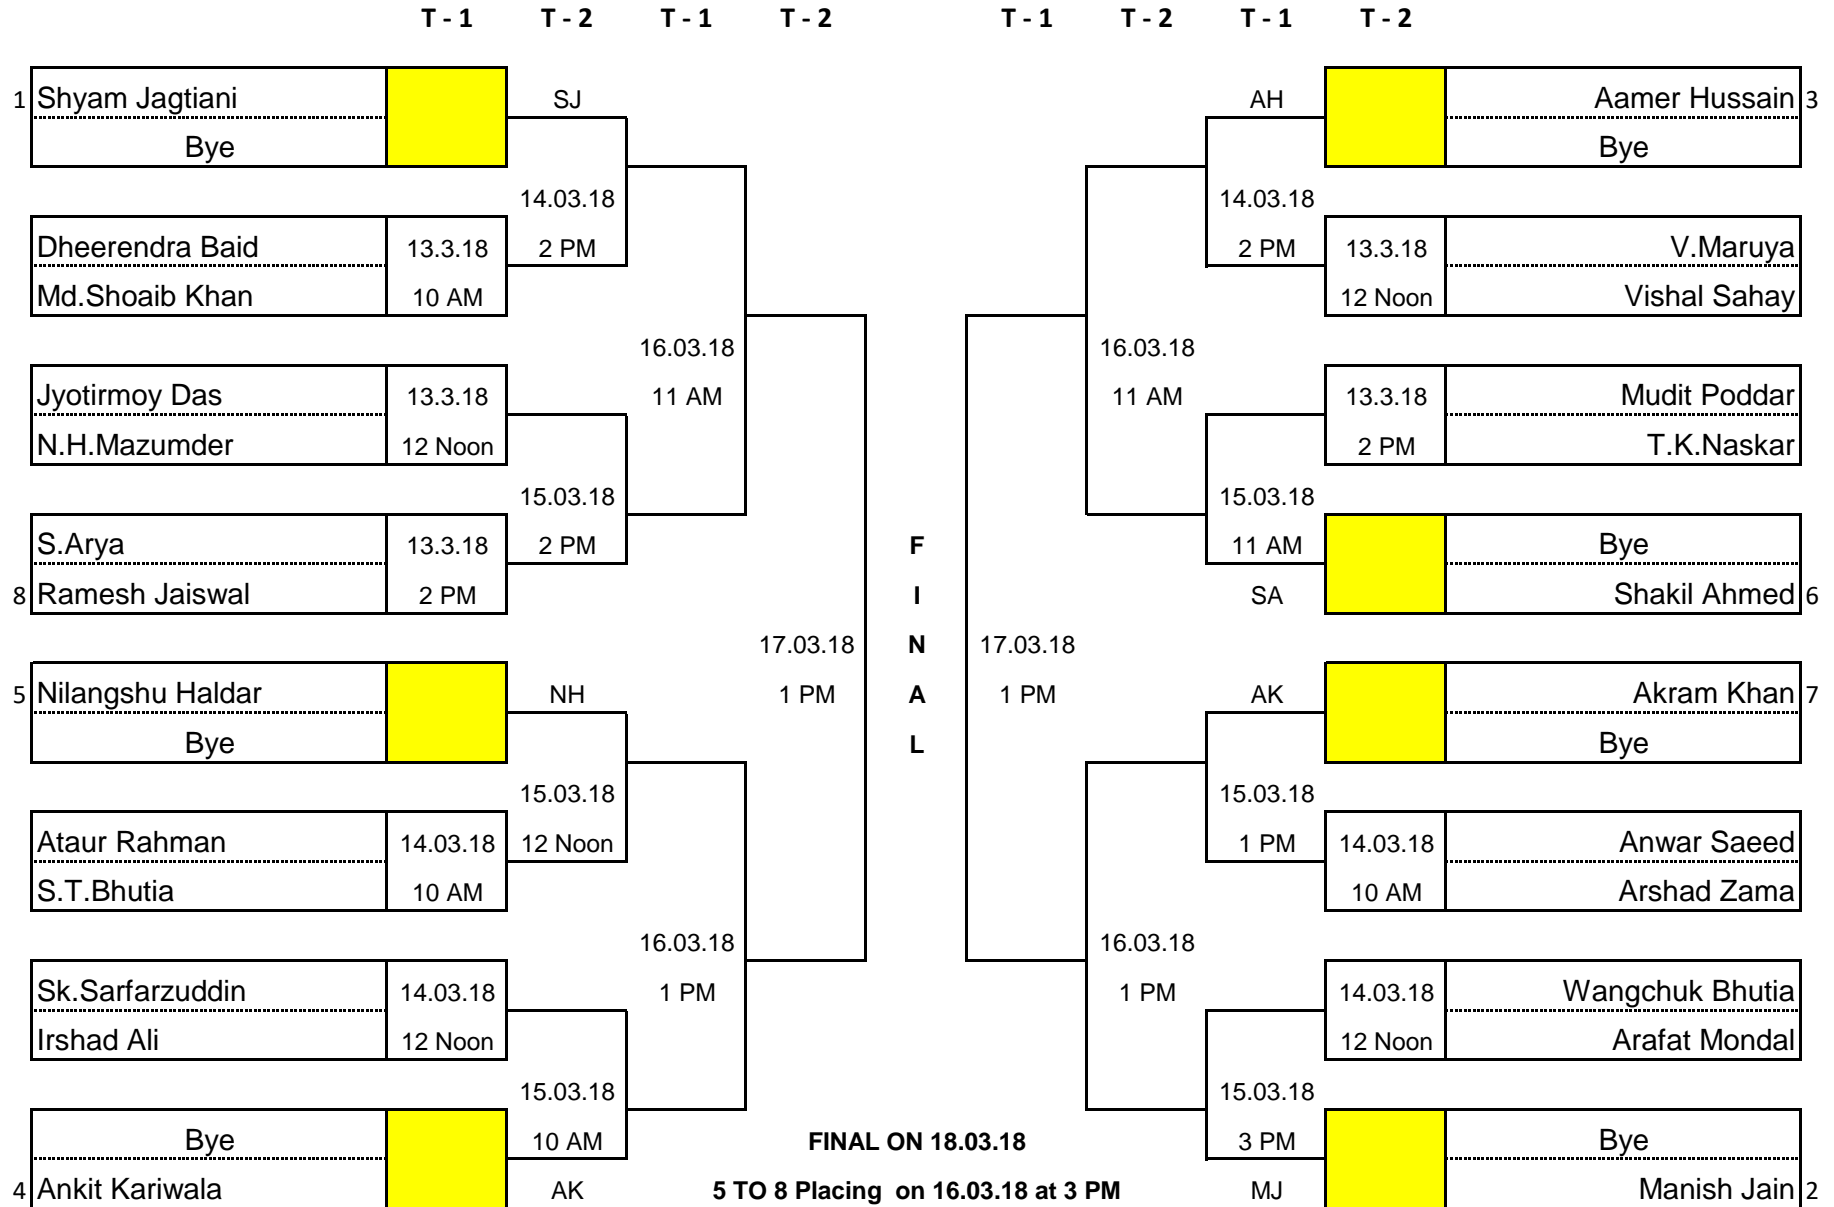 T - 1 T - 2 T - 1 T - 2 T - 1 T - 2 T - 1 T - 2
1 Shyam Jagtiani SJ AH Aamer Hussain 3
Bye Bye
14.03.18 14.03.18
Dheerendra Baid 13.3.18 2 PM 2 PM 13.3.18 V.Maruya
Md.Shoaib Khan 10 AM 12 Noon Vishal Sahay
16.03.18 16.03.18
Jyotirmoy Das 13.3.18 11 AM 11 AM 13.3.18 Mudit Poddar
N.H.Mazumder 12 Noon 2 PM T.K.Naskar
15.03.18 15.03.18
S.Arya 13.3.18 2 PM F 11 AM Bye
8 Ramesh Jaiswal 2 PM I SA Shakil Ahmed 6
17.03.18 N 17.03.18
5 Nilangshu Haldar NH 1 PM A 1 PM AK Akram Khan 7
Bye L Bye
15.03.18 15.03.18
Ataur Rahman 14.03.18 12 Noon 1 PM 14.03.18 Anwar Saeed
S.T.Bhutia 10 AM 10 AM Arshad Zama
16.03.18 16.03.18
Sk.Sarfarzuddin 14.03.18 1 PM 1 PM 14.03.18 Wangchuk Bhutia
Irshad Ali 12 Noon 12 Noon Arafat Mondal
15.03.18 15.03.18
Bye 10 AM FINAL ON 18.03.18 3 PM Bye
4 Ankit Kariwala AK 5 TO 8 Placing on 16.03.18 at 3 PM MJ Manish Jain 2